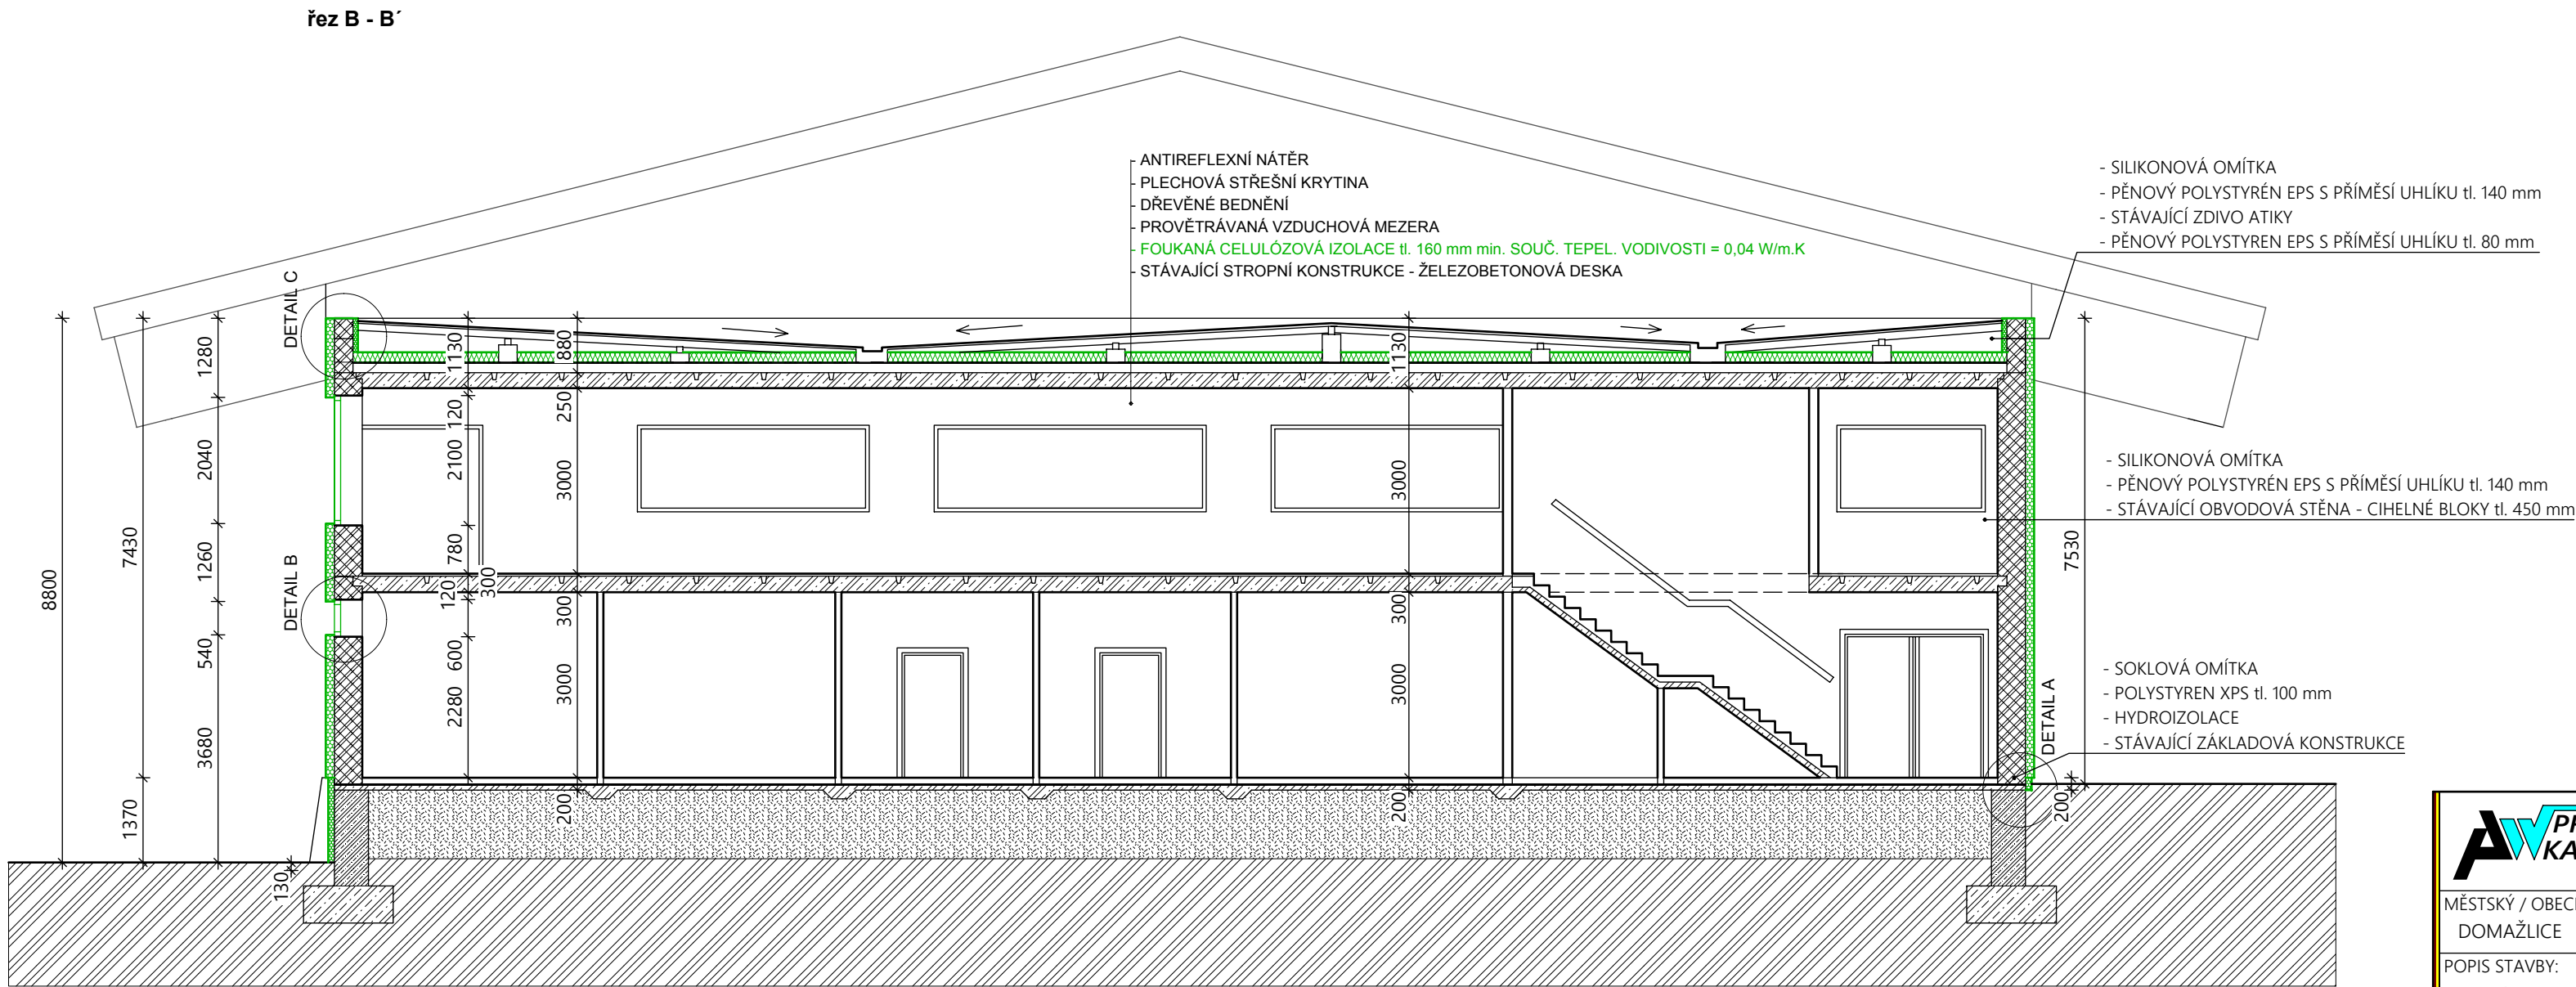 řez B - B´
- ANTIREFLEXNÍ NÁTĚR
- PLECHOVÁ STŘEŠNÍ KRYTINA
- DŘEVĚNÉ BEDNĚNÍ
- PROVĚTRÁVANÁ VZDUCHOVÁ MEZERA
- FOUKANÁ CELULÓZOVÁ IZOLACE tl. 160 mm min. SOUČ. TEPEL. VODIVOSTI = 0,04 W/m.K
- STÁVAJÍCÍ STROPNÍ KONSTRUKCE - ŽELEZOBETONOVÁ DESKA
- SILIKONOVÁ OMÍTKA
- PĚNOVÝ POLYSTYRÉN EPS S PŘÍMĚSÍ UHLÍKU tl. 140 mm
- STÁVAJÍCÍ ZDIVO ATIKY
- PĚNOVÝ POLYSTYREN EPS S PŘÍMĚSÍ UHLÍKU tl. 80 mm
- SILIKONOVÁ OMÍTKA
- PĚNOVÝ POLYSTYRÉN EPS S PŘÍMĚSÍ UHLÍKU tl. 140 mm
- STÁVAJÍCÍ OBVODOVÁ STĚNA - CIHELNÉ BLOKY tl. 450 mm
- SOKLOVÁ OMÍTKA
- POLYSTYREN XPS tl. 100 mm
- HYDROIZOLACE
- STÁVAJÍCÍ ZÁKLADOVÁ KONSTRUKCE
DETAIL C
DETAIL B
DETAIL A
8800
7430
1370
1280
2040
1260
540
3680
130
1130
120
2100
780
300
120
600
2280
880
250
3000
300
3000
200
1130
3000
300
3000
200
7530
200
AW PR
KA
MĚSTSKÝ / OBEC
DOMAŽLICE
POPIS STAVBY: